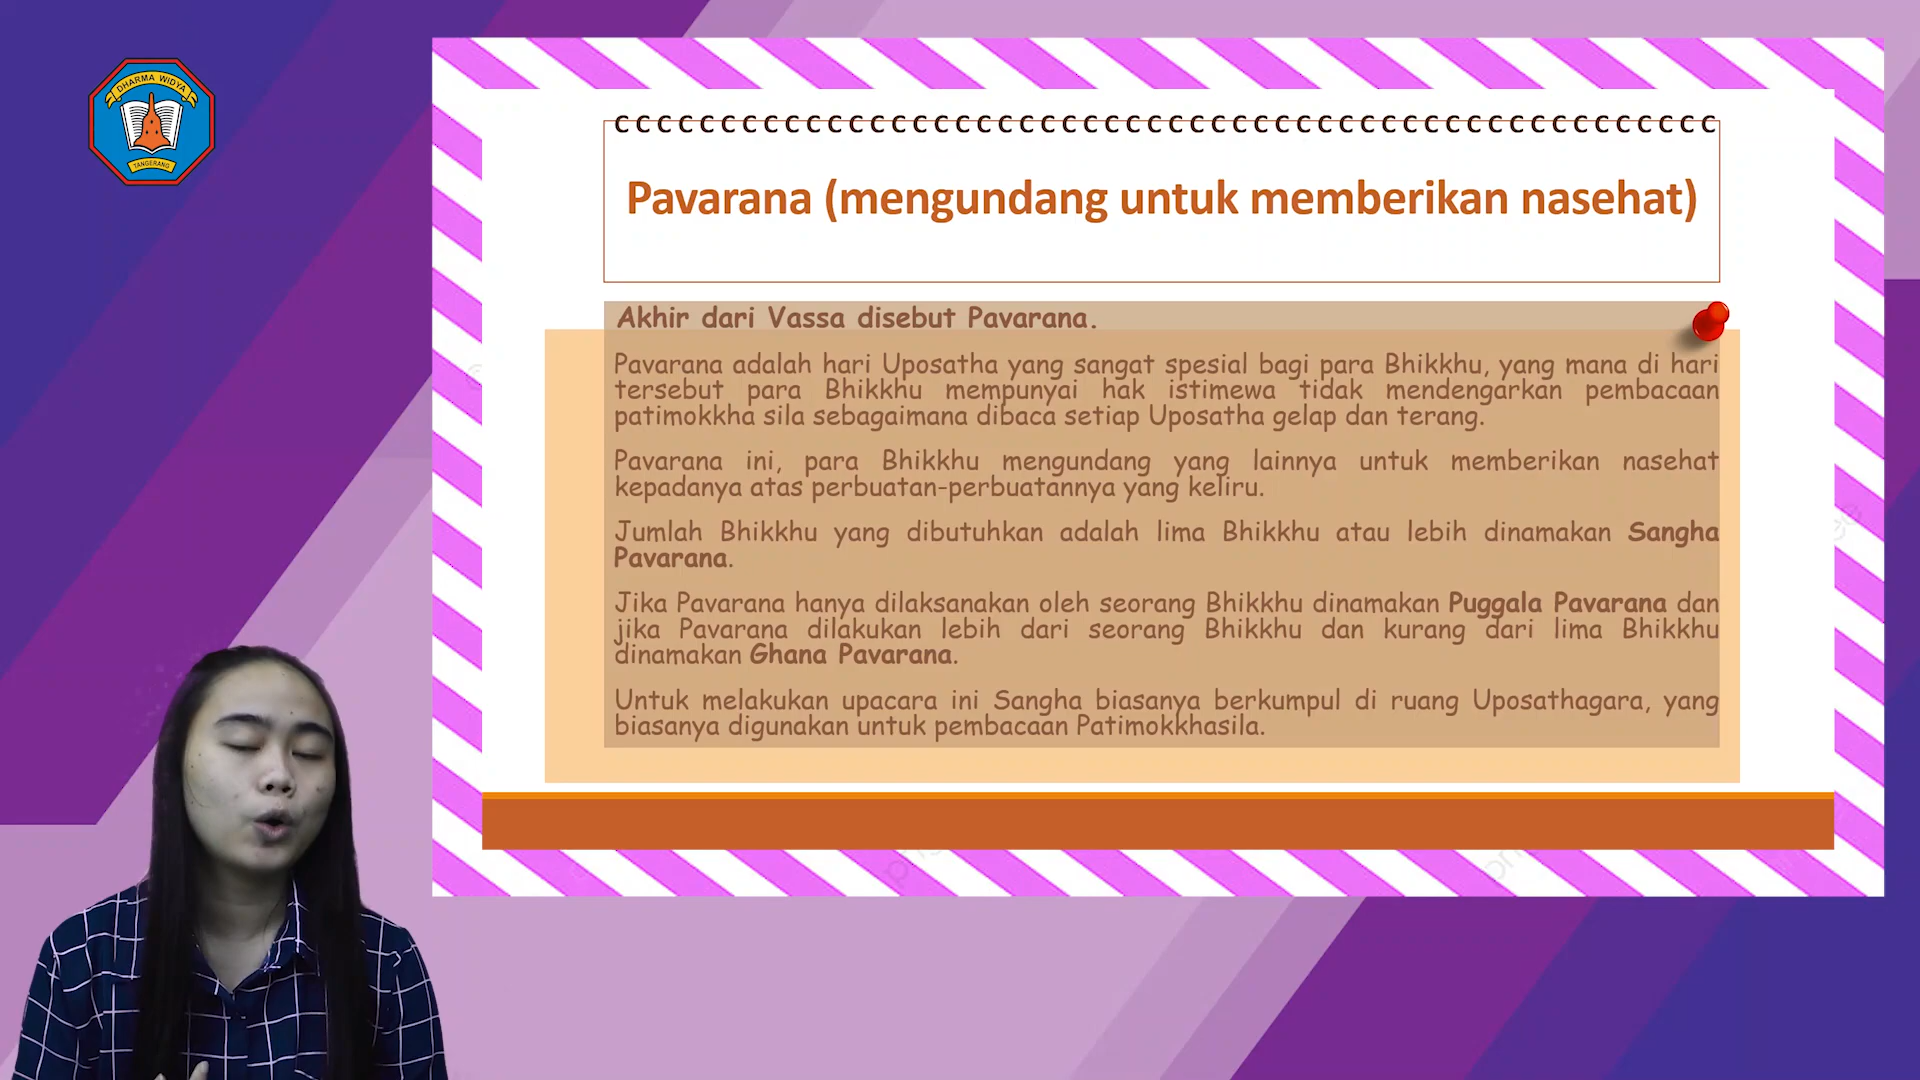 DHARMA WIDYA
TANGERANG
C C C C C C C C C C C C C C C C C C C C C C C C C C C C C C C C C C C C C C C C C C C C C C C C C C C C
Pavarana (mengundang untuk memberikan nasehat)
Akhir dari Vassa disebut Pavarana.
Pavarana adalah hari Uposatha yang sangat spesial bagi para Bhikkhu, yang mana di hari
tersebut para Bhikkhu mempunyai hak istimewa tidak mendengarkan pembacaan
patimokkha sila sebagaimana dibaca setiap Uposatha gelap dan terang.
Pavarana ini, para Bhikkhu mengundang yang lainnya untuk memberikan nasehat
kepadanya atas perbuatan-perbuatannya yang keliru.
Jumlah Bhikkhu yang dibutuhkan adalah lima Bhikkhu atau lebih dinamakan Sangha
Pavarana.
Jika Pavarana hanya dilaksanakan oleh seorang Bhikkhu dinamakan Puggala Pavarana dan
jika Pavarana dilakukan lebih dari seorang Bhikkhu dan kurang dari lima Bhikkhu
dinamakan Ghana Pavarana.
Untuk melakukan upacara ini Sangha biasanya berkumpul di ruang Uposathagara, yang
biasanya digunakan untuk pembacaan Patimokkhasila.